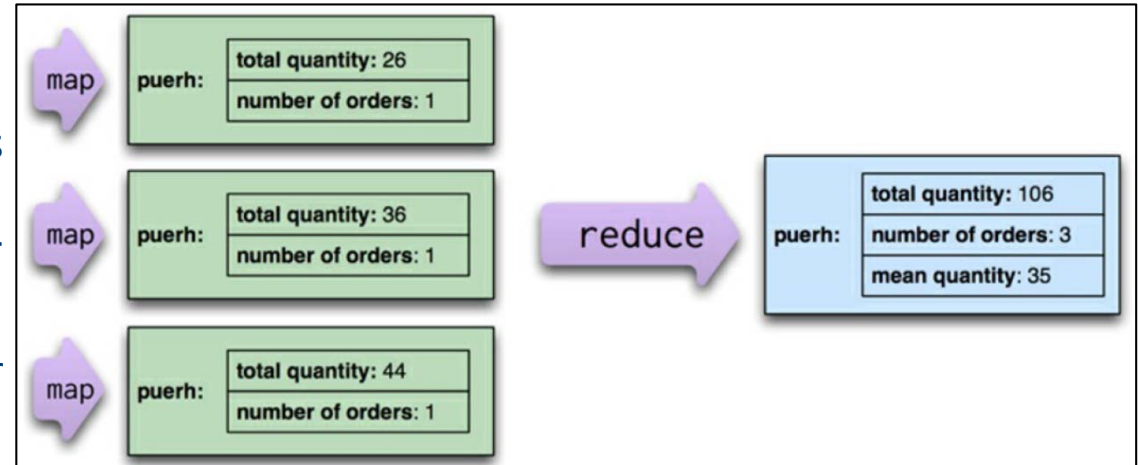 map
puerh:
total quantity: 26
number of orders: 1
map
puerh:
total quantity: 36
number of orders: 1
map
puerh:
total quantity: 44
number of orders: 1
reduce
puerh:
total quantity: 106
number of orders: 3
mean quantity: 35